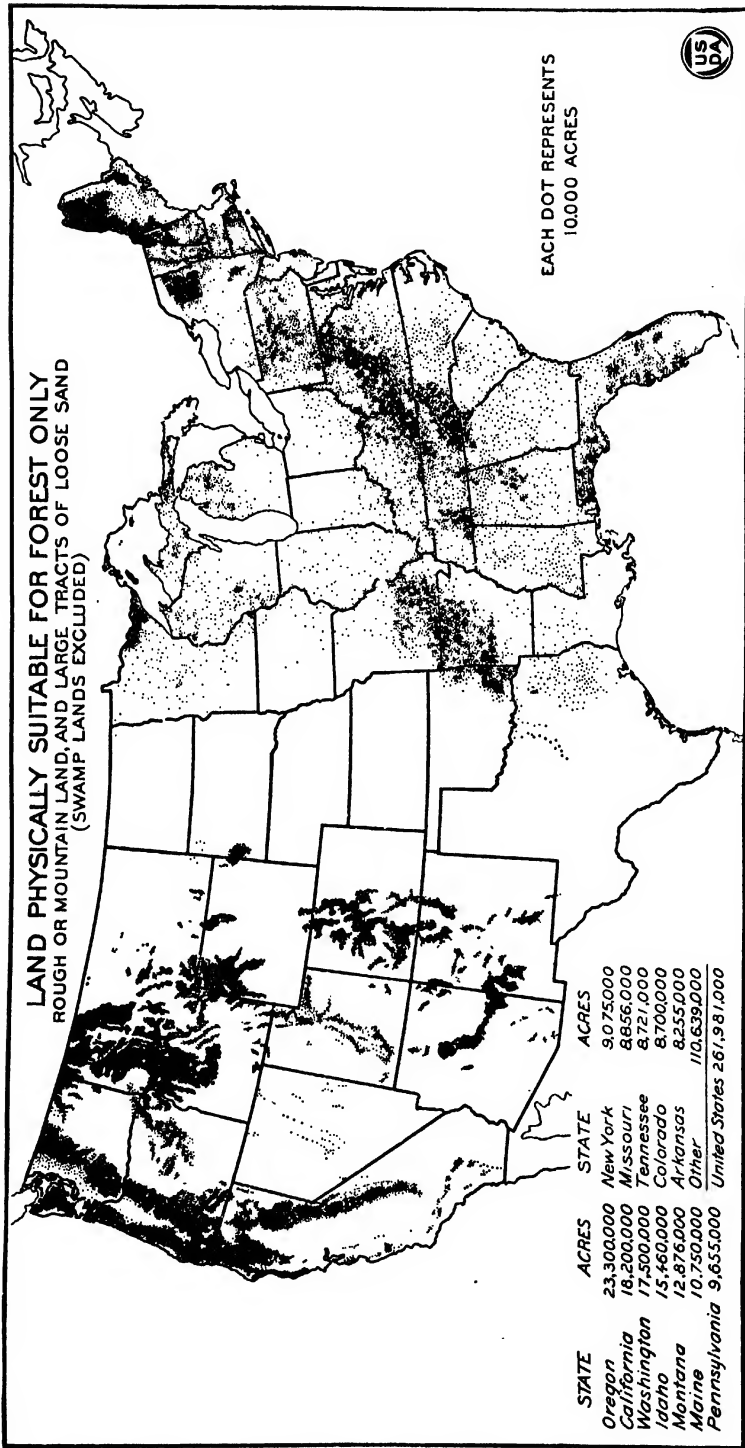 LAND PHYSICALLY SUITABLE FOR FOREST ONLY
ROUGH OR MOUNTAIN LAND, AND LARGE TRACTS OF LOOSE SAND
(SWAMP LANDS EXCLUDED)
EACH DOT REPRESENTS
10,000 ACRES
US
DA
STATE ACRES STATE ACRES
Oregon 23,300,000 New York 9,075,000
California 18,200,000 Missouri 8,856,000
Washington 17,500,000 Tennessee 8,721,000
Idaho 15,460,000 Colorado 8,700,000
Montana 12,876,000 Arkansas 8,255,000
Maine 10,750,000 Other 110,639,000
Pennsylvania 9,655,000 United States 261,981,000